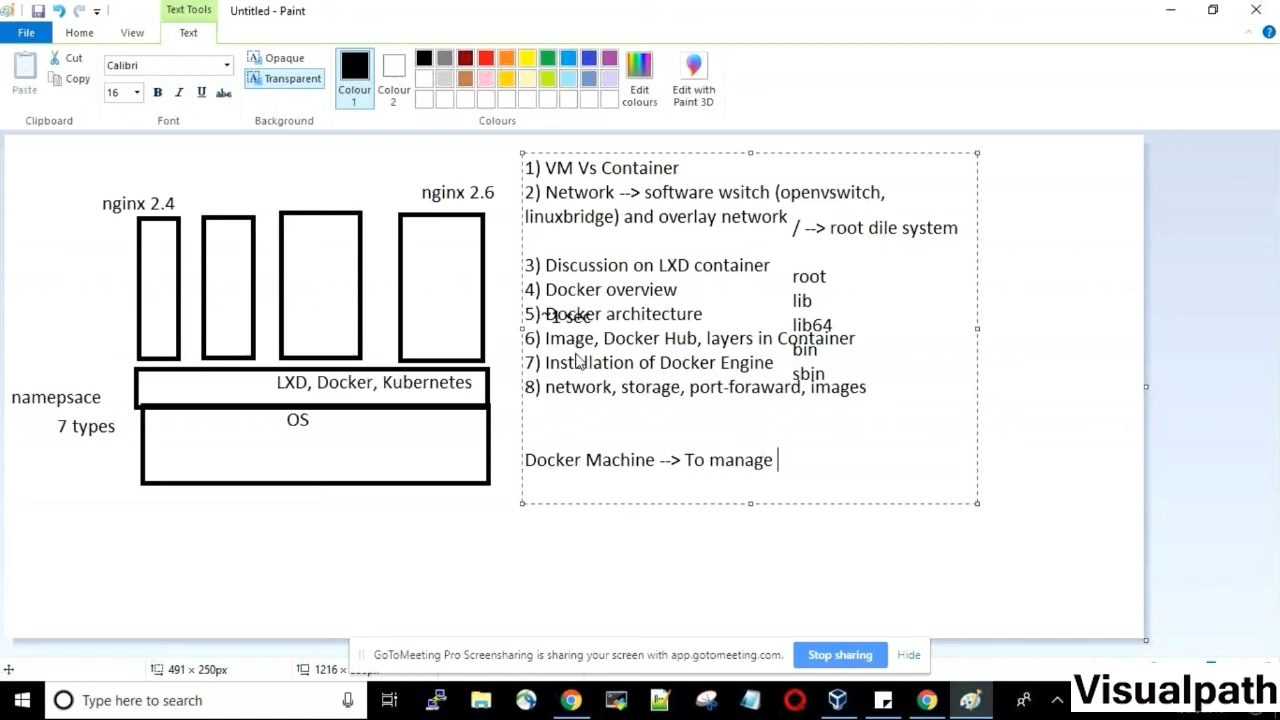 Text Tools
Untitled - Paint
File
Home
View
Text
Paste
Cut
Copy
Clipboard
Calibri
16
B I U abc
Font
Opaque
Transparent
Background
Colour 1
Colour 2
Colours
Edit colours
Edit with Paint 3D
nginx 2.4
nginx 2.6
LXD, Docker, Kubernetes
namepsace
7 types
OS
1) VM Vs Container
2) Network --> software wsitch (openvswitch,
linuxbridge) and overlay network
/ --> root dile system
3) Discussion on LXD container
root
4) Docker overview
lib
5) Docker architecture
~1 sec
lib64
6) Image, Docker Hub, layers in Container
bin
7) Installation of Docker Engine
sbin
8) network, storage, port-foraward, images
Docker Machine --> To manage
GoToMeeting Pro Screensharing is sharing your screen with app.gotomeeting.com.
Stop sharing
Hide
491 × 250px
1216 ×
Type here to search
Visualpath